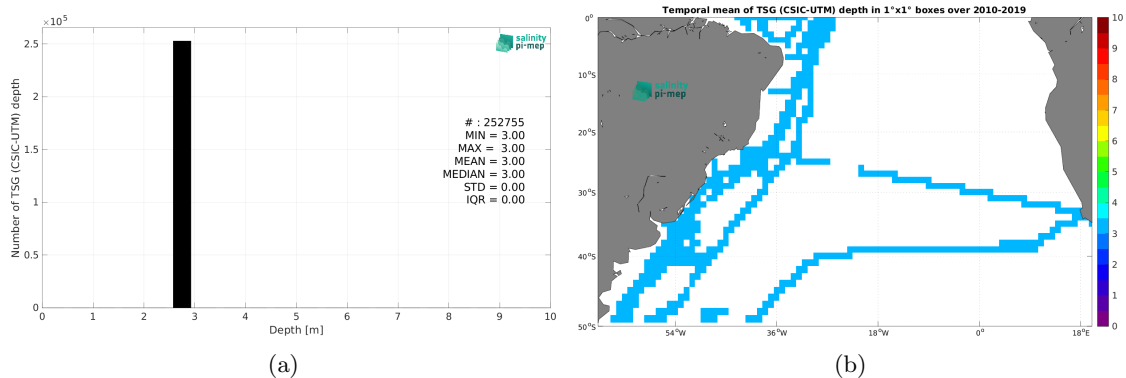 ×10⁵
2.5
2
1.5
1
0.5
0
Number of TSG (CSIC-UTM) depth
0 1 2 3 4 5 6 7 8 9 10
Depth [m]
salinity
pi-mep
# : 252755
MIN = 3.00
MAX = 3.00
MEAN = 3.00
MEDIAN = 3.00
STD = 0.00
IQR = 0.00
(a)
Temporal mean of TSG (CSIC-UTM) depth in 1°x1° boxes over 2010-2019
0°
10°S
20°S
30°S
40°S
50°S
54°W 36°W 18°W 0° 18°E
salinity
pi-mep
10
9
8
7
6
5
4
3
2
1
0
(b)